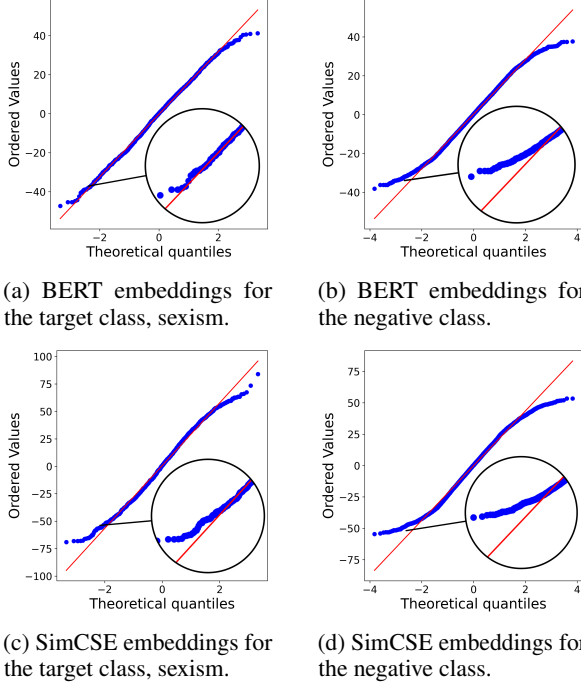 40
20
0
−20
−40
Ordered Values
−2
0
2
Theoretical quantiles
40
20
0
−20
−40
Ordered Values
−4
−2
0
2
4
Theoretical quantiles
(a) BERT embeddings for
the target class, sexism.
(b) BERT embeddings for
the negative class.
100
75
50
25
0
−25
−50
−75
−100
Ordered Values
−2
0
2
Theoretical quantiles
75
50
25
0
−25
−50
−75
Ordered Values
−4
−2
0
2
4
Theoretical quantiles
(c) SimCSE embeddings for
the target class, sexism.
(d) SimCSE embeddings for
the negative class.